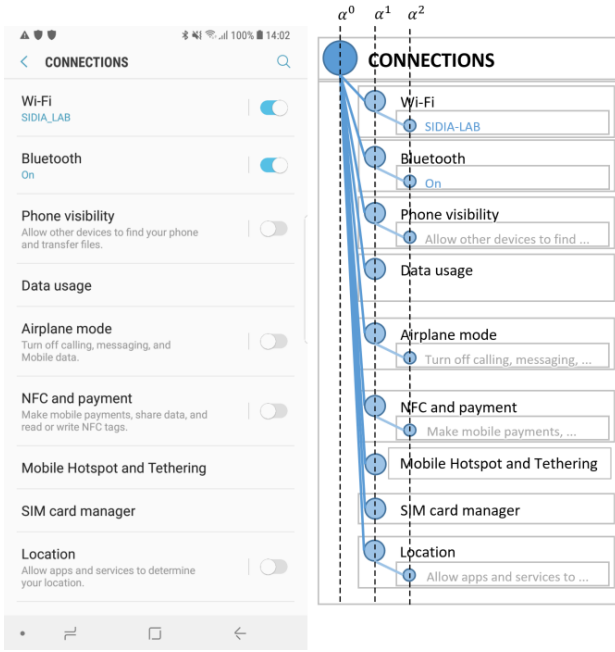 100% 14:02
CONNECTIONS
Wi-Fi
SIDIA_LAB
Bluetooth
On
Phone visibility
Allow other devices to find your phone
and transfer files.
Data usage
Airplane mode
Turn off calling, messaging, and
Mobile data.
NFC and payment
Make mobile payments, share data, and
read or write NFC tags.
Mobile Hotspot and Tethering
SIM card manager
Location
Allow apps and services to determine
your location.
α⁰ α¹ α²
CONNECTIONS
Wi-Fi
SIDIA-LAB
Bluetooth
On
Phone visibility
Allow other devices to find ...
Data usage
Airplane mode
Turn off calling, messaging, ...
NFC and payment
Make mobile payments, ...
Mobile Hotspot and Tethering
SIM card manager
Location
Allow apps and services to ...